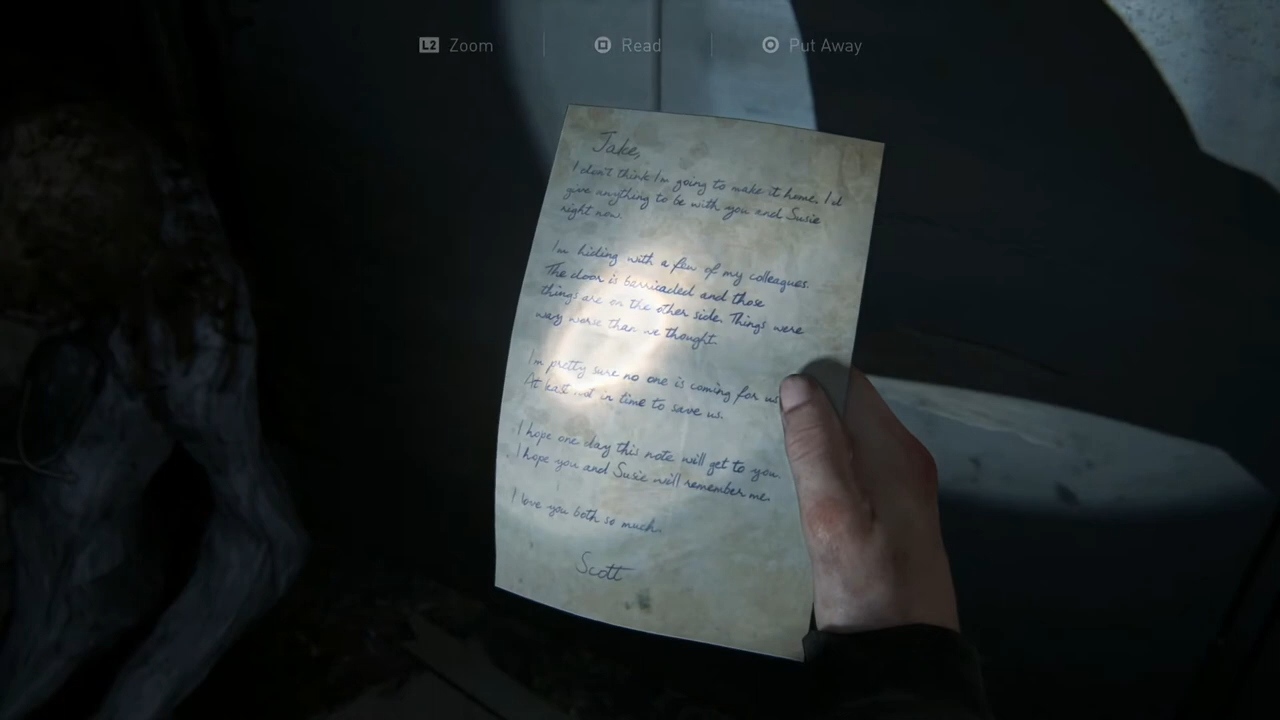 L2 Zoom
Read
Put Away
Jake,
I don't think I'm going to make it home. I'd
give anything to be with you and Susie
right now.
I'm hiding with a few of my colleagues.
The door is barricaded and those
things are on the other side. Things were
way worse than we thought.
I'm pretty sure no one is coming for us
At least not in time to save us.
I hope one day this note will get to you.
I hope you and Susie will remember me.
I love you both so much.
Scott